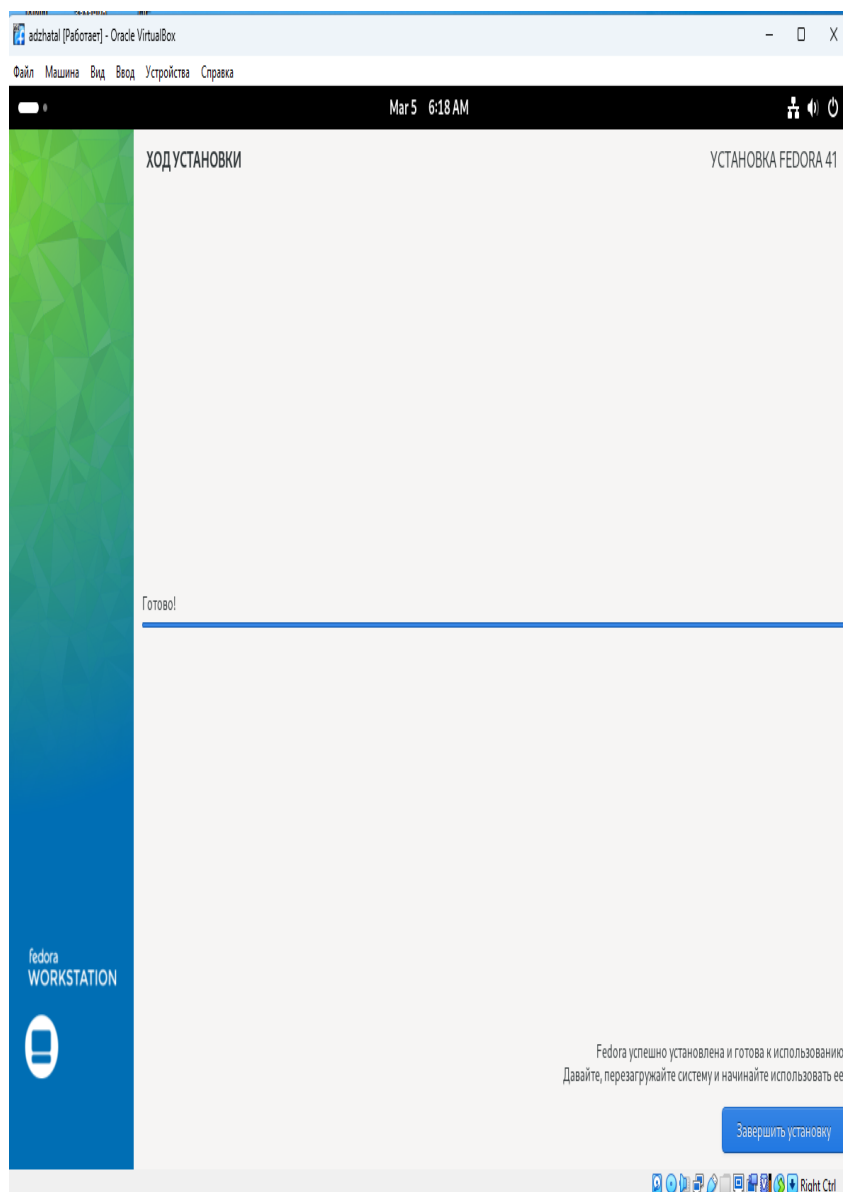 adzhatal [Работает] - Oracle VirtualBox
Файл Машина Вид Ввод Устройства Справка
Mar 5 6:18 AM
ХОД УСТАНОВКИ
УСТАНОВКА FEDORA 41
Готово!
fedora
WORKSTATION
Fedora успешно установлена и готова к использованию
Давайте, перезагружайте систему и начинайте использовать ее
Завершить установку
Right Ctrl